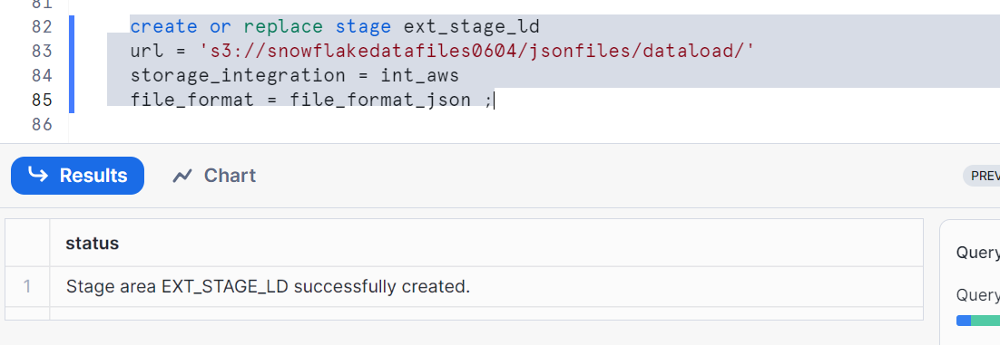 81
82 create or replace stage ext_stage_ld
83 url = 's3://snowflakedatafiles0604/jsonfiles/dataload/'
84 storage_integration = int_aws
85 file_format = file_format_json ;
86
Results Chart
status
1 Stage area EXT_STAGE_LD successfully created.
Query
Query